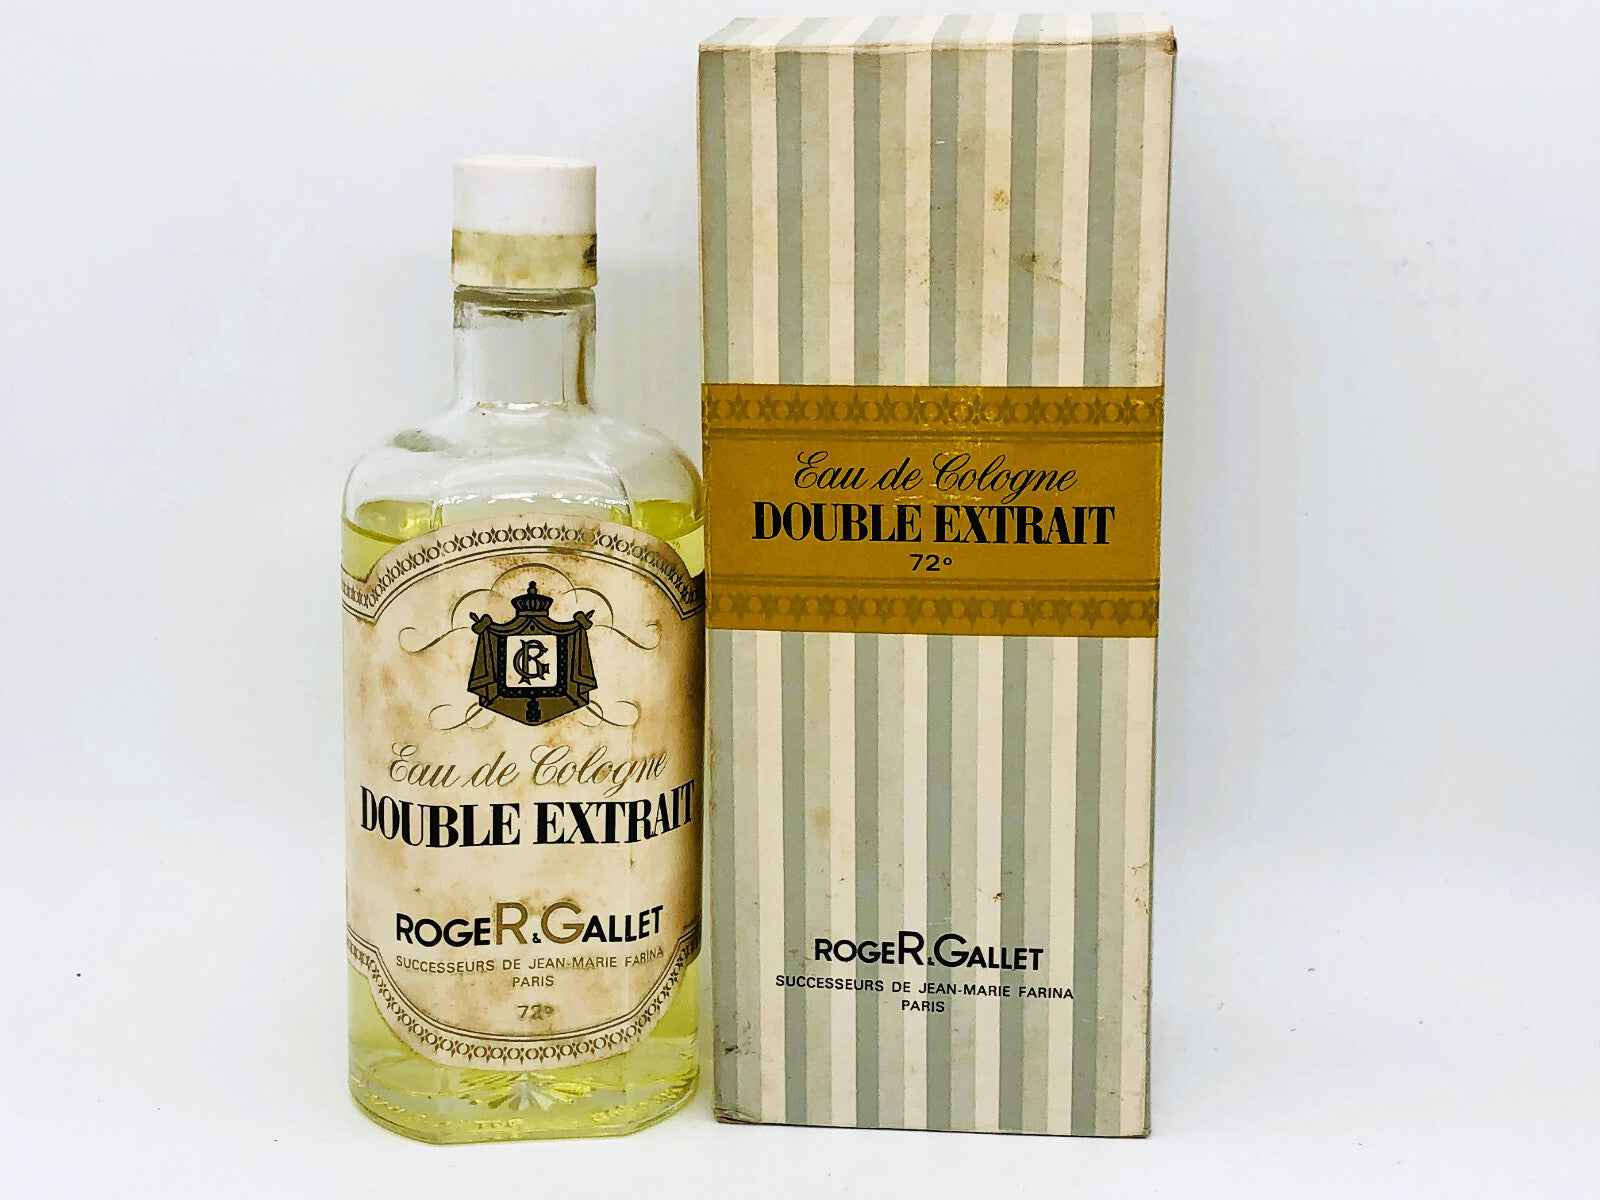 RG
Eau de Cologne
DOUBLE EXTRAIT
ROGER & GALLET
SUCCESSEURS DE JEAN-MARIE FARINA
PARIS
72°
Eau de Cologne
DOUBLE EXTRAIT
72°
ROGER & GALLET
SUCCESSEURS DE JEAN-MARIE FARINA
PARIS